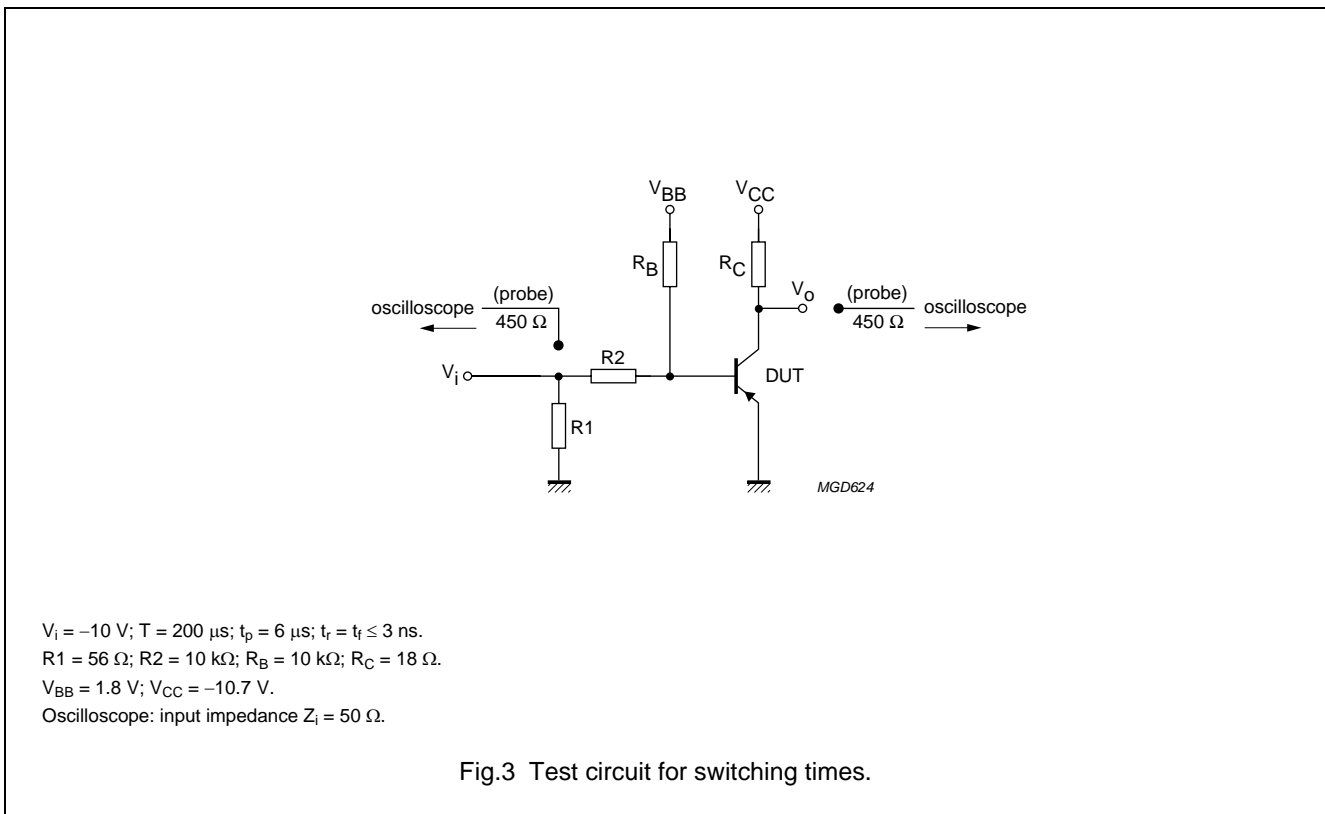 V_BB V_CC
R_B R_C
(probe) V_o (probe)
oscilloscope oscilloscope
450 Ω 450 Ω
R2
V_i DUT
R1
MGD624
V_i = −10 V; T = 200 μs; t_p = 6 μs; t_r = t_f ≤ 3 ns.
R1 = 56 Ω; R2 = 10 kΩ; R_B = 10 kΩ; R_C = 18 Ω.
V_BB = 1.8 V; V_CC = −10.7 V.
Oscilloscope: input impedance Z_i = 50 Ω.
Fig.3 Test circuit for switching times.